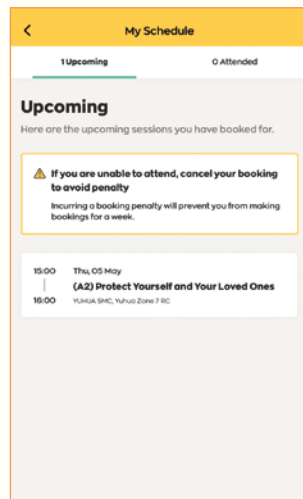 My Schedule
1 Upcoming 0 Attended
Upcoming
Here are the upcoming sessions you have booked for.
If you are unable to attend, cancel your booking
to avoid penalty
Incurring a booking penalty will prevent you from making
bookings for a week.
15:00 Thu, 05 May
(A2) Protect Yourself and Your Loved Ones
16:00 YUHUA SMC, Yuhua Zone 7 RC